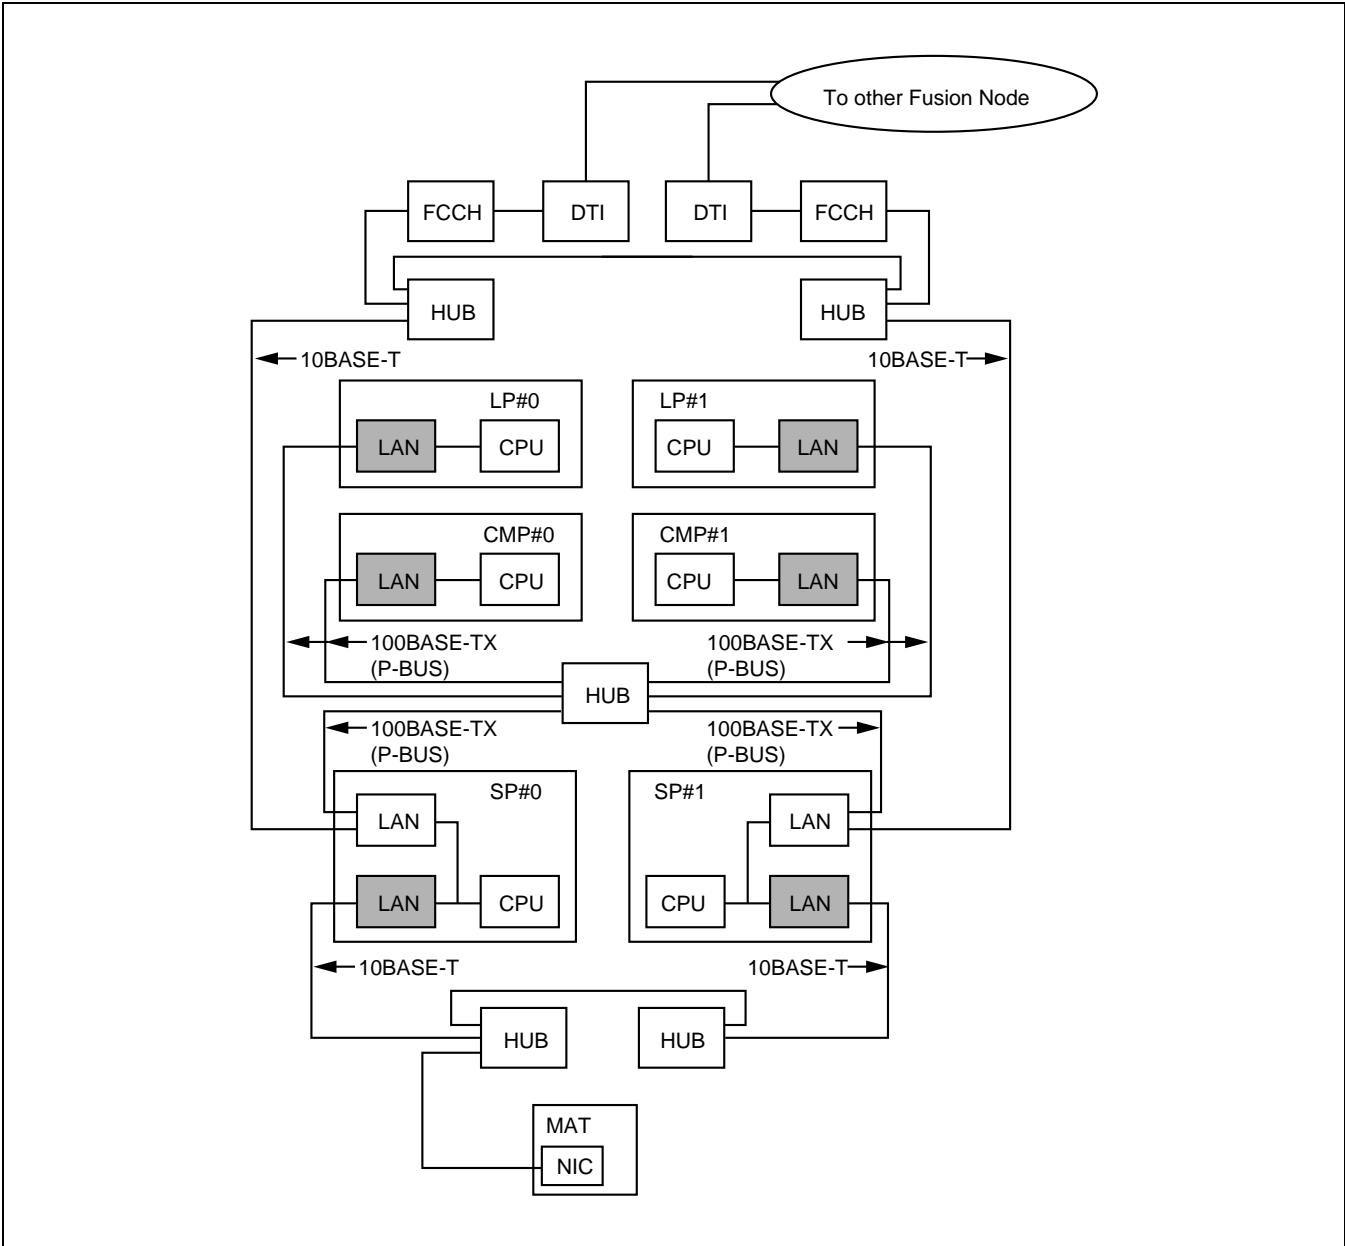 To other Fusion Node
FCCH
DTI
DTI
FCCH
HUB
HUB
10BASE-T
10BASE-T
LP#0
LP#1
LAN
CPU
CPU
LAN
CMP#0
CMP#1
LAN
CPU
CPU
LAN
100BASE-TX
(P-BUS)
100BASE-TX
(P-BUS)
HUB
100BASE-TX
(P-BUS)
100BASE-TX
(P-BUS)
SP#0
SP#1
LAN
LAN
LAN
CPU
CPU
LAN
10BASE-T
10BASE-T
HUB
HUB
MAT
NIC